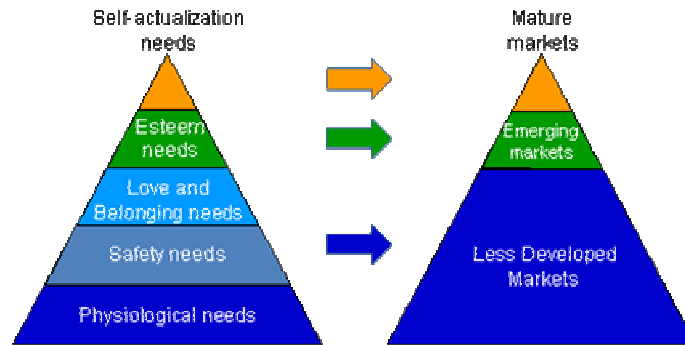 Self-actualization
needs
Esteem
needs
Love and
Belonging needs
Safety needs
Physiological needs
Mature
markets
Emerging
markets
Less Developed
Markets